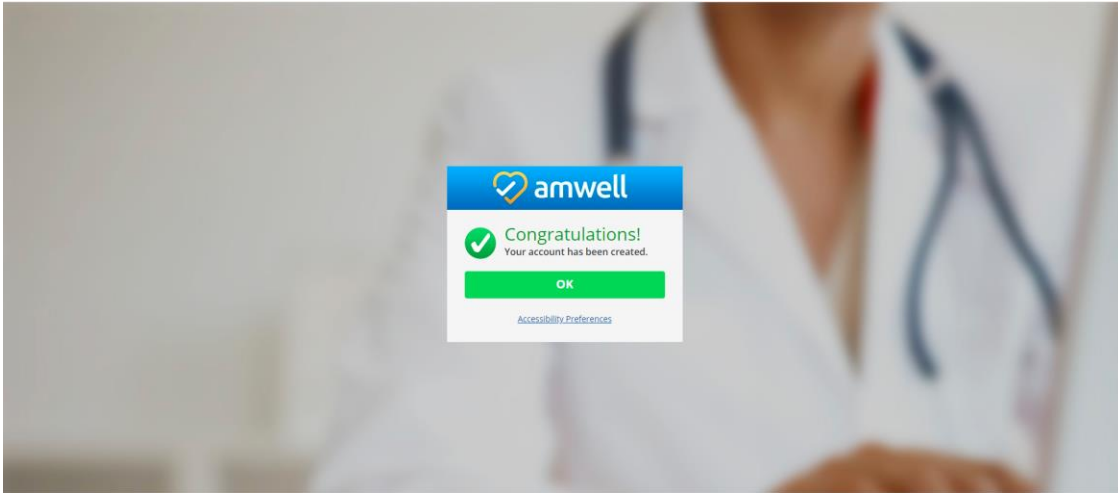 amwell
Congratulations!
Your account has been created.
OK
Accessibility Preferences